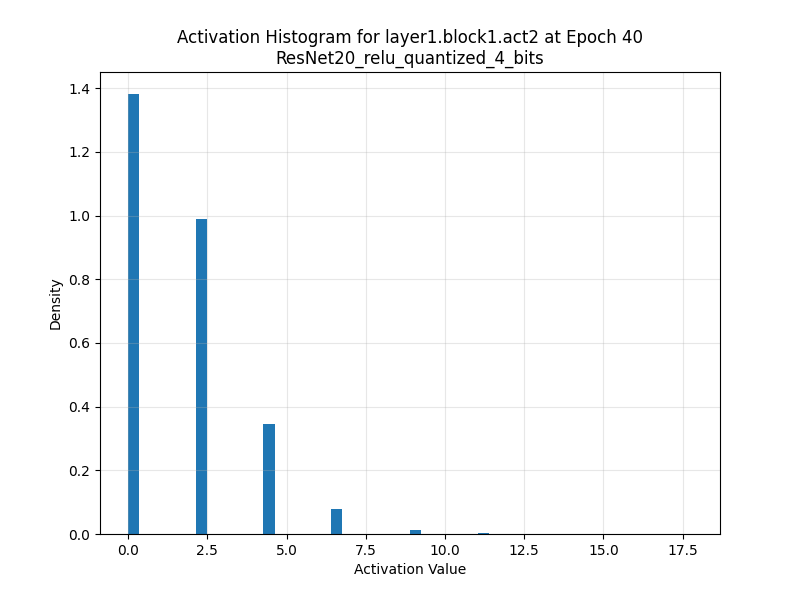 Activation Histogram for layer1.block1.act2 at Epoch 40
ResNet20_relu_quantized_4_bits
Density
1.4
1.2
1.0
0.8
0.6
0.4
0.2
0.0
0.0 2.5 5.0 7.5 10.0 12.5 15.0 17.5
Activation Value